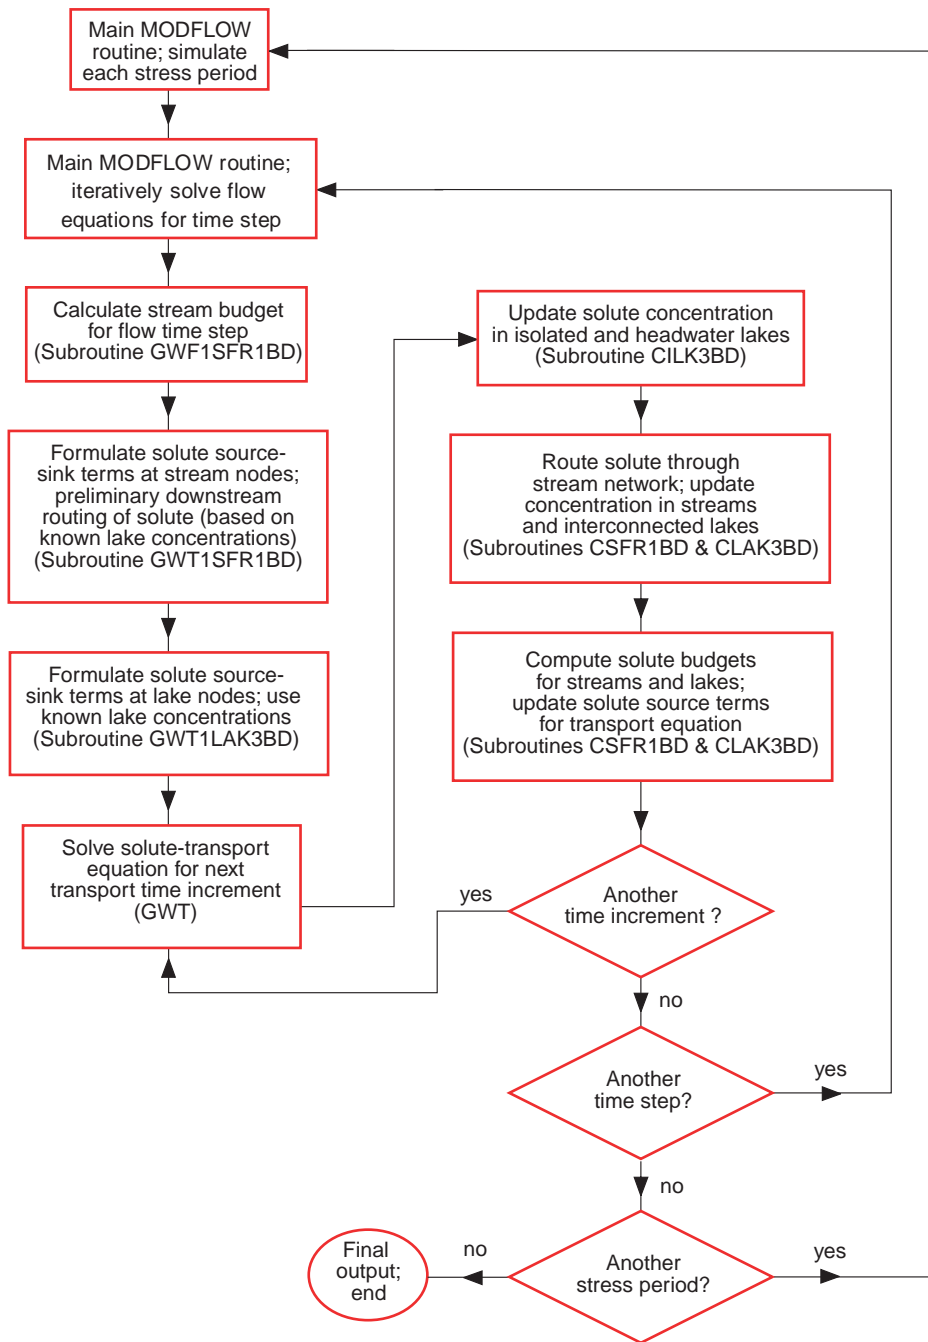 Main MODFLOW
routine; simulate
each stress period
Main MODFLOW routine;
iteratively solve flow
equations for time step
Calculate stream budget
for flow time step
(Subroutine GWF1SFR1BD)
Formulate solute source-
sink terms at stream nodes;
preliminary downstream
routing of solute (based on
known lake concentrations)
(Subroutine GWT1SFR1BD)
Formulate solute source-
sink terms at lake nodes; use
known lake concentrations
(Subroutine GWT1LAK3BD)
Solve solute-transport
equation for next
transport time increment
(GWT)
Update solute concentration
in isolated and headwater lakes
(Subroutine CILK3BD)
Route solute through
stream network; update
concentration in streams
and interconnected lakes
(Subroutines CSFR1BD & CLAK3BD)
Compute solute budgets
for streams and lakes;
update solute source terms
for transport equation
(Subroutines CSFR1BD & CLAK3BD)
yes
Another
time increment ?
no
Another
time step?
yes
no
Another
stress period?
yes
no
Final
output;
end